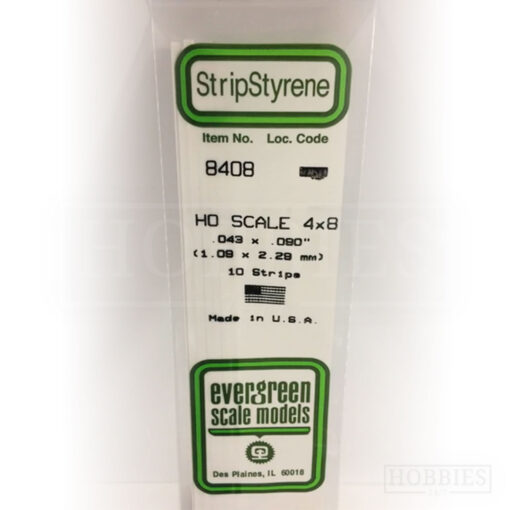 StripStyrene
Item No. Loc. Code
8408
HO SCALE 4x8
.043 x .090"
(1.09 x 2.29 mm)
10 Strips
Made in U.S.A.
evergreen
scale models
Des Plaines, IL 60018
HOBBIES